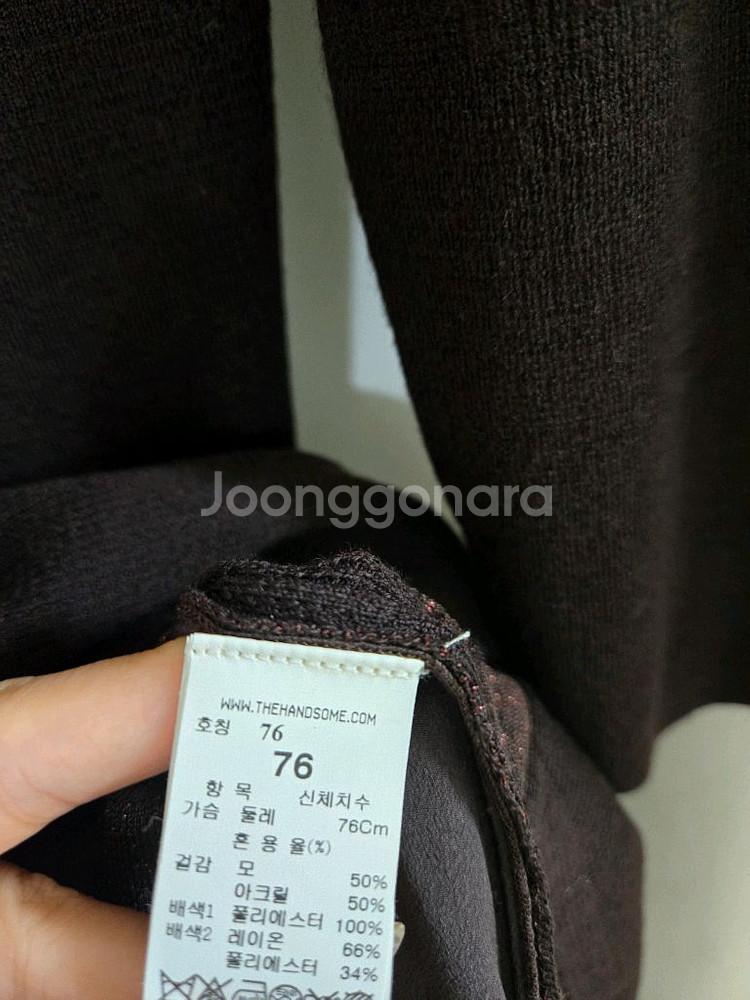 Joonggonara
WWW.THEHANDSOME.COM
호칭 76
76
항 목 신체치수
가슴 둘레 76Cm
혼 용 율(%)
겉감 모 50%
아크릴 50%
배색1 폴리에스터 100%
배색2 레이온 66%
폴리에스터 34%